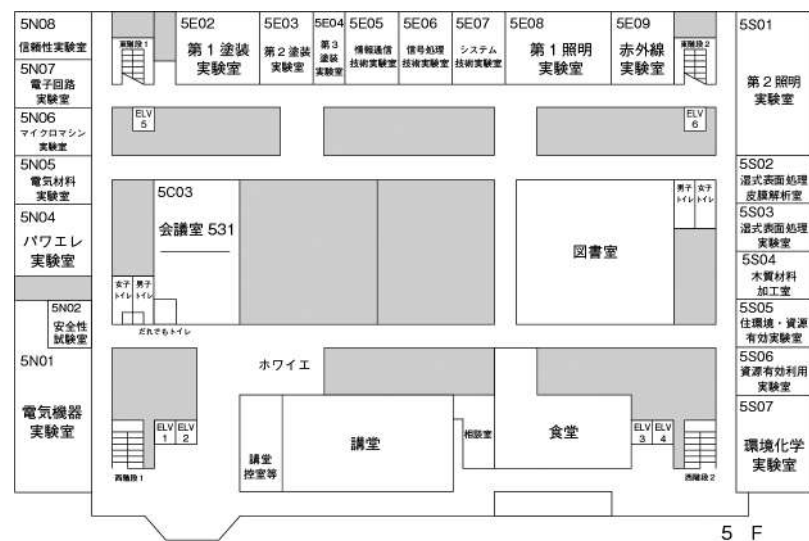 5N08
信頼性実験室
5N07
電子回路
実験室
5N06
マイクロマシン
実験室
5N05
電気材料
実験室
5N04
パワエレ
実験室
5N02
安全性
試験室
5N01
電気機器
実験室
東階段1
5E02
第1塗装
実験室
5E03
第2塗装
実験室
5E04
第3
塗装
実験室
5E05
情報通信
技術実験室
5E06
信号処理
技術実験室
5E07
システム
技術実験室
5E08
第1照明
実験室
5E09
赤外線
実験室
東階段2
5S01
第2照明
実験室
5S02
湿式表面処理
皮膜解析室
5S03
湿式表面処理
実験室
5S04
木質材料
加工室
5S05
住環境・資源
有効実験室
5S06
資源有効利用
実験室
5S07
環境化学
実験室
ELV
5
ELV
6
5C03
会議室 531
女子
トイレ
男子
トイレ
だれでもトイレ
図書室
男子
トイレ
女子
トイレ
ホワイエ
ELV
1
ELV
2
西階段1
講堂
控室等
講堂
相談室
食堂
ELV
3
ELV
4
西階段2
5 F